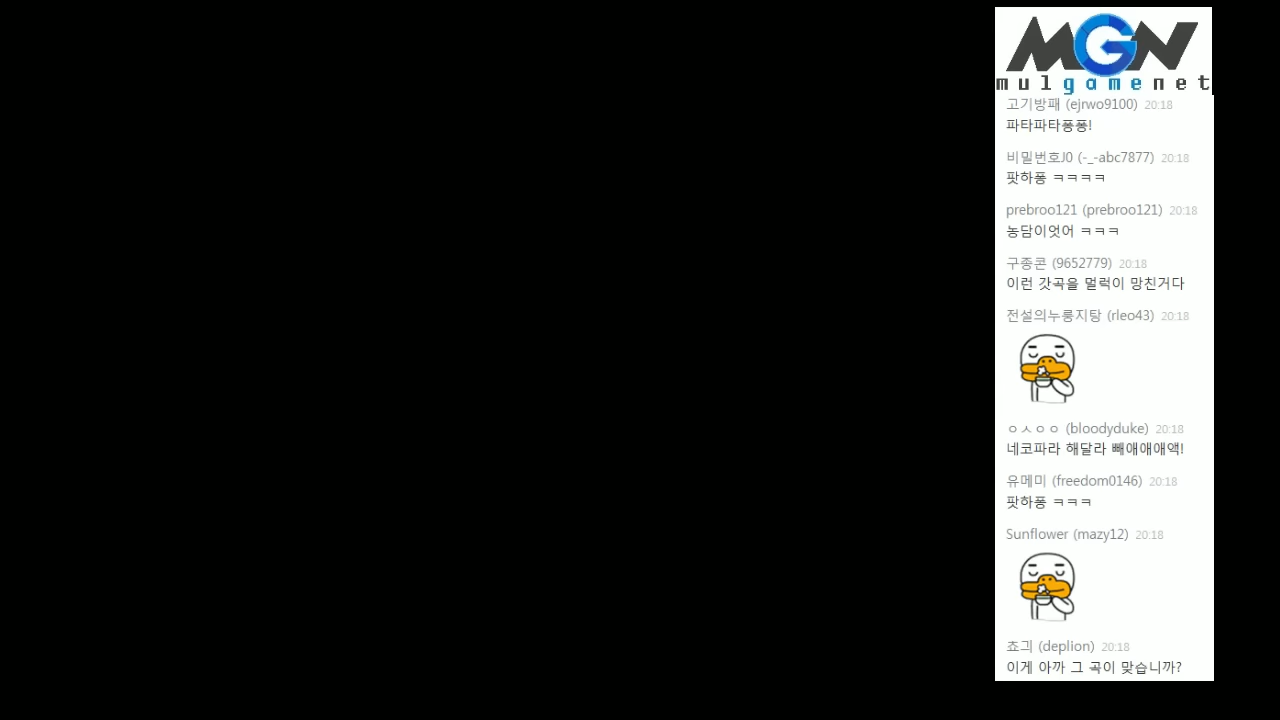 MGN
mulgamenet
고기방패 (ejrwo9100) 20:18
파타파타퐁퐁!
비밀번호J0 (-_-abc7877) 20:18
팟하퐁 ㅋㅋㅋㅋ
prebroo121 (prebroo121) 20:18
농담이엇어 ㅋㅋㅋ
구종콘 (9652779) 20:18
이런 갓곡을 멀럭이 망친거다
전설의누룽지탕 (rleo43) 20:18
ㅇㅅㅇㅇ (bloodyduke) 20:18
네코파라 해달라 빼애애애액!
유메미 (freedom0146) 20:18
팟하퐁 ㅋㅋㅋ
Sunflower (mazy12) 20:18
쵸긔 (deplion) 20:18
이게 아까 그 곡이 맞습니까?